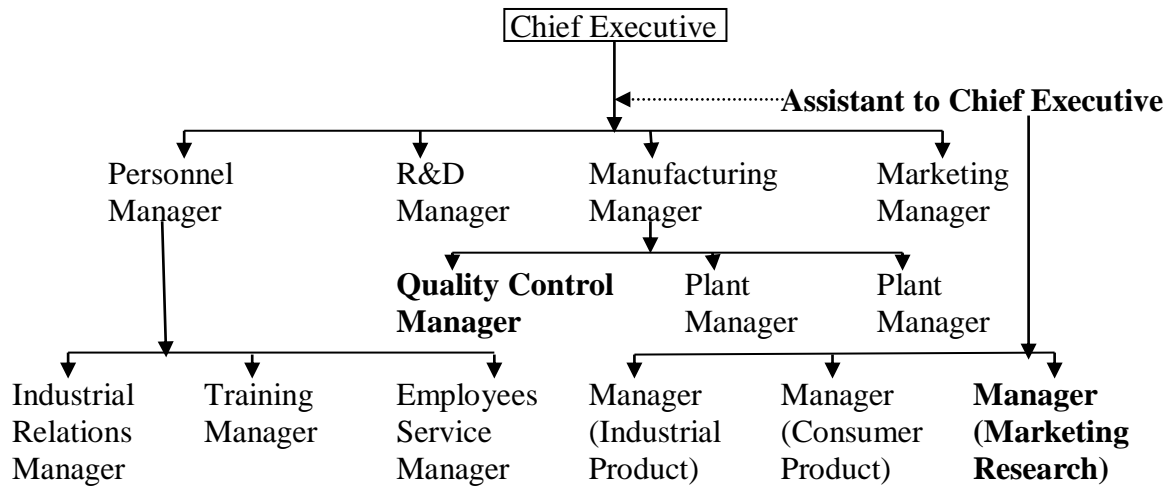 Chief Executive
Assistant to Chief Executive
Personnel
Manager
R&D
Manager
Manufacturing
Manager
Marketing
Manager
Quality Control
Manager
Plant
Manager
Plant
Manager
Industrial
Relations
Manager
Training
Manager
Employees
Service
Manager
Manager
(Industrial
Product)
Manager
(Consumer
Product)
Manager
(Marketing
Research)